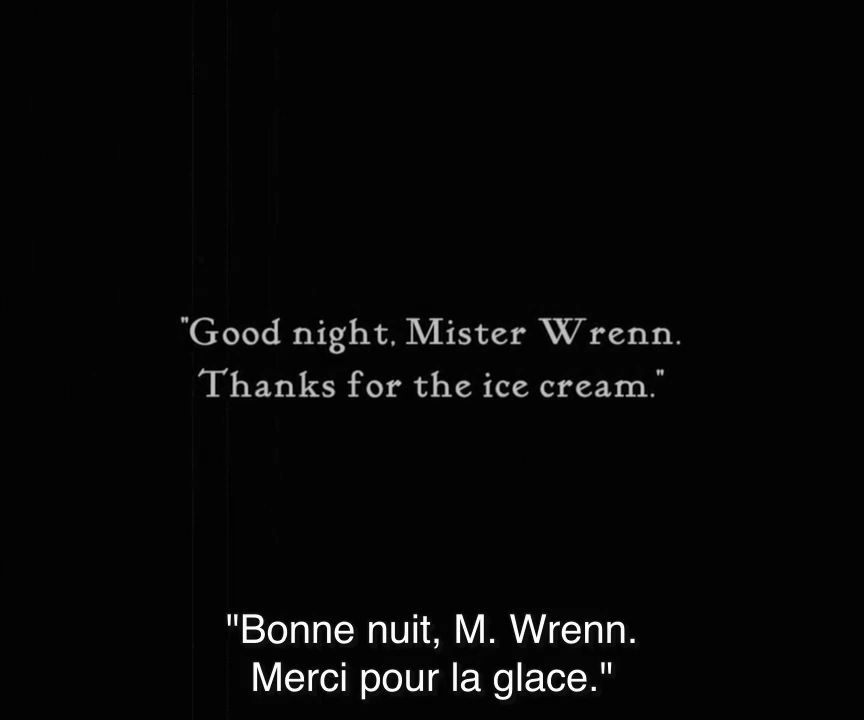 "Good night, Mister Wrenn.
Thanks for the ice cream."
"Bonne nuit, M. Wrenn.
Merci pour la glace."